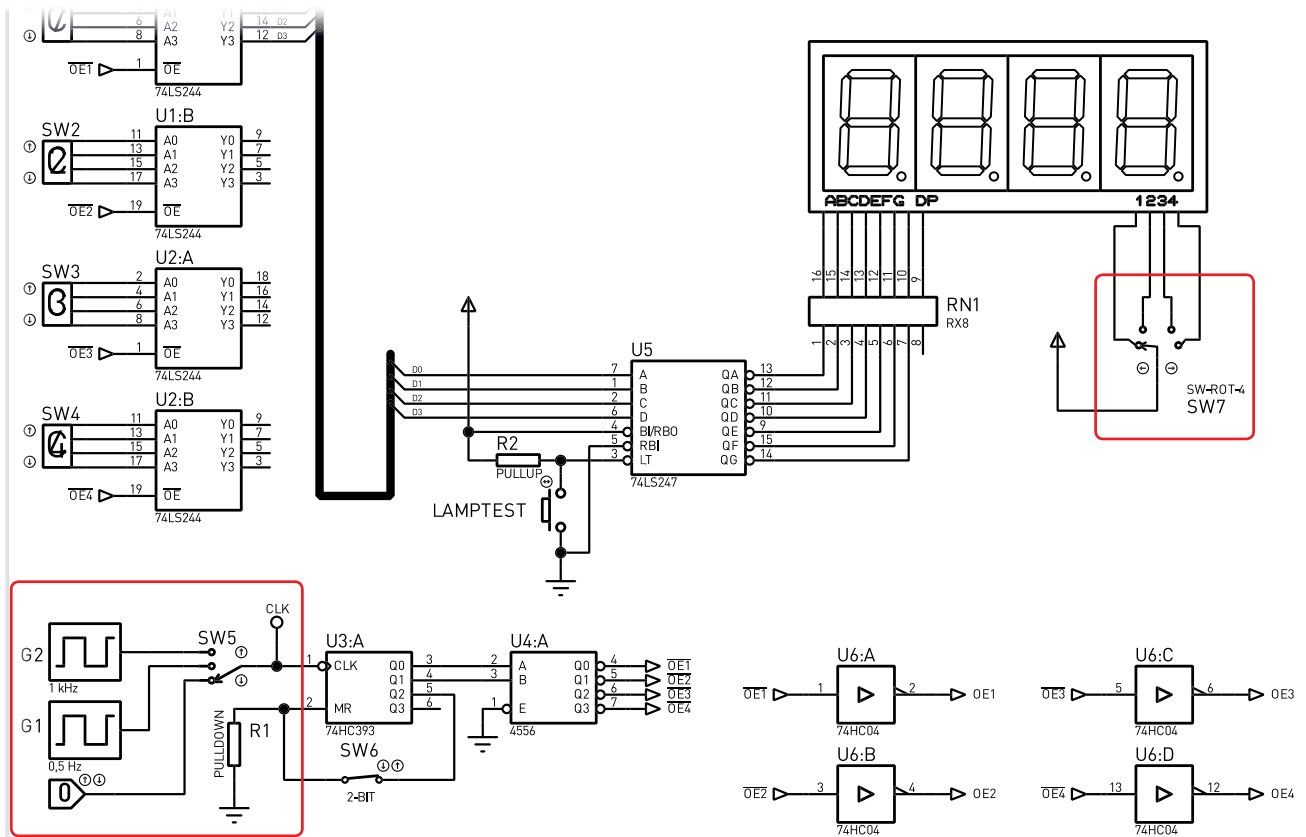 6 A2 Y2 14 D2
8 A3 Y3 12 D3
OE1 1 OE
74LS244
U1:B
SW2
11 A0 Y0 9
13 A1 Y1 7
2 15 A2 Y2 5
17 A3 Y3 3
OE2 19 OE
74LS244
U2:A
SW3
2 A0 Y0 18
4 A1 Y1 16
3 6 A2 Y2 14
8 A3 Y3 12
OE3 1 OE
74LS244
U2:B
SW4
11 A0 Y0 9
13 A1 Y1 7
4 15 A2 Y2 5
17 A3 Y3 3
OE4 19 OE
74LS244
ABCDEFG DP
1234
16 15 14 13 12 11 10 9
RN1
RX8
1 2 3 4 5 6 7 8
U5
D0 7 A QA 13
D1 1 B QB 12
D2 2 C QC 11
D3 6 D QD 10
4 BI/RBO QE 9
5 RBI QF 15
3 LT QG 14
74LS247
R2
PULLUP
LAMPTEST
SW-ROT-4
SW7
CLK
G2
1 kHz
SW5
G1
0,5 Hz
0
PULLDOWN
R1
U3:A
1 CLK Q0 3
Q1 4
Q2 5
2 MR Q3 6
74HC393
SW6
2-BIT
U4:A
2 A Q0 4 OE1
3 B Q1 5 OE2
Q2 6 OE3
1 E Q3 7 OE4
4556
U6:A
OE1 1 2 OE1
74HC04
U6:C
OE3 5 6 OE3
74HC04
U6:B
OE2 3 4 OE2
74HC04
U6:D
OE4 13 12 OE4
74HC04